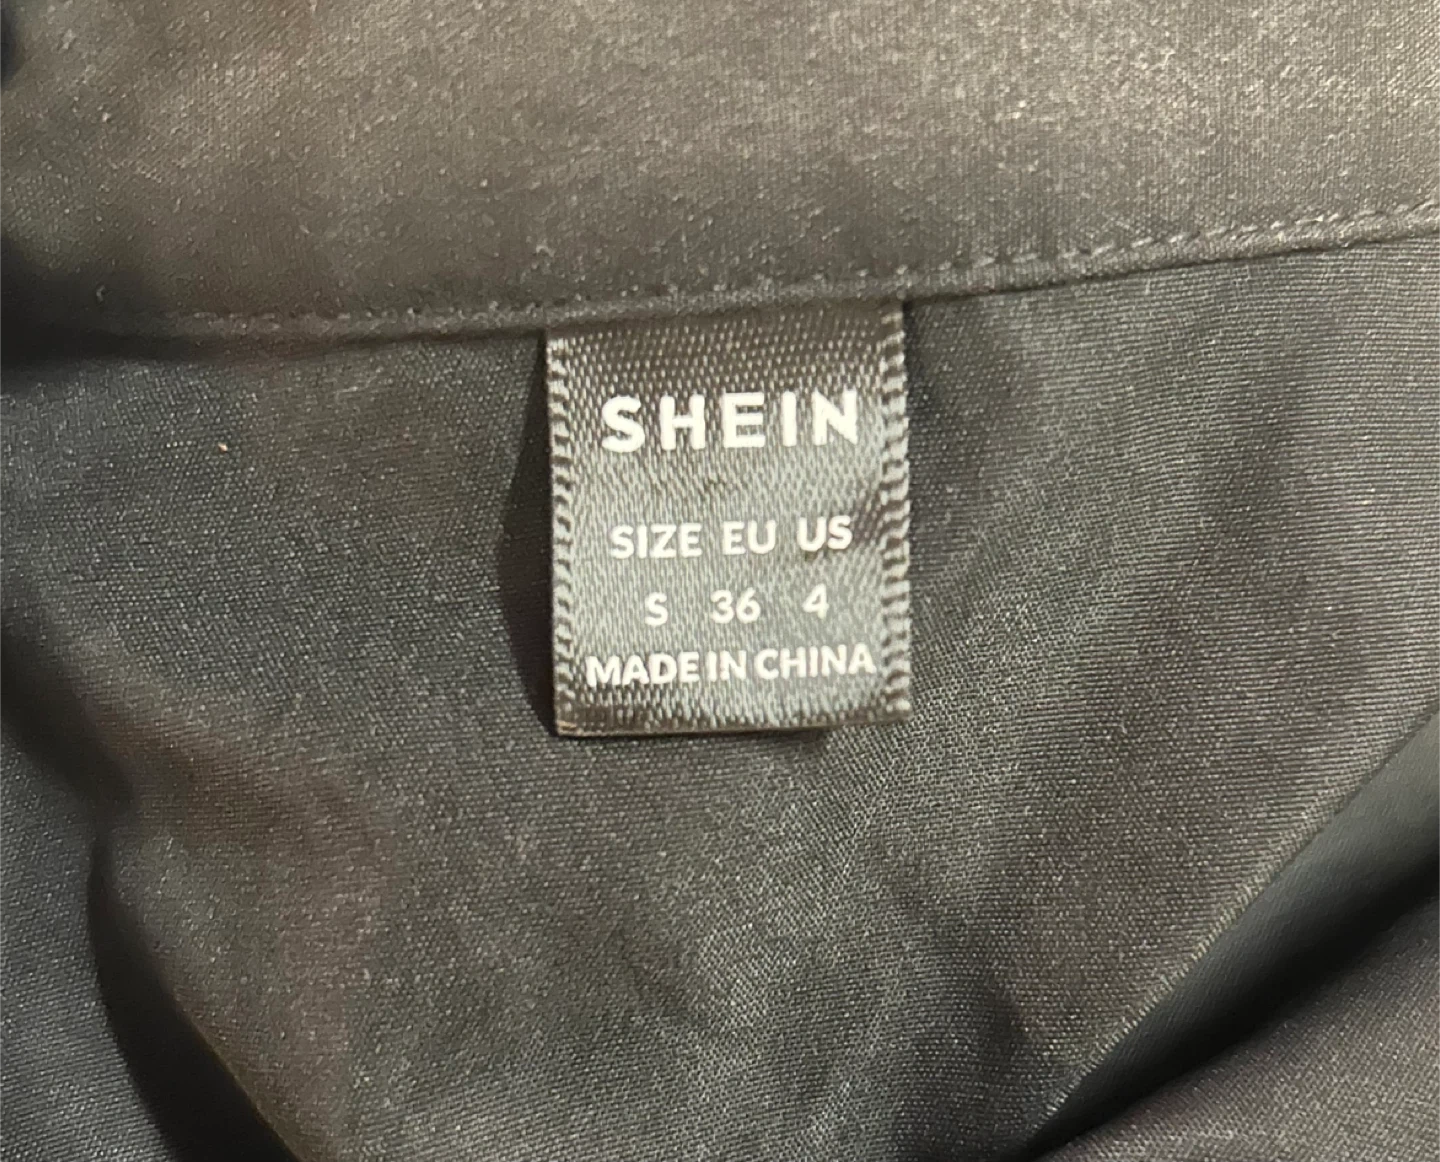 SHEIN
SIZE EU US
S 36 4
MADE IN CHINA